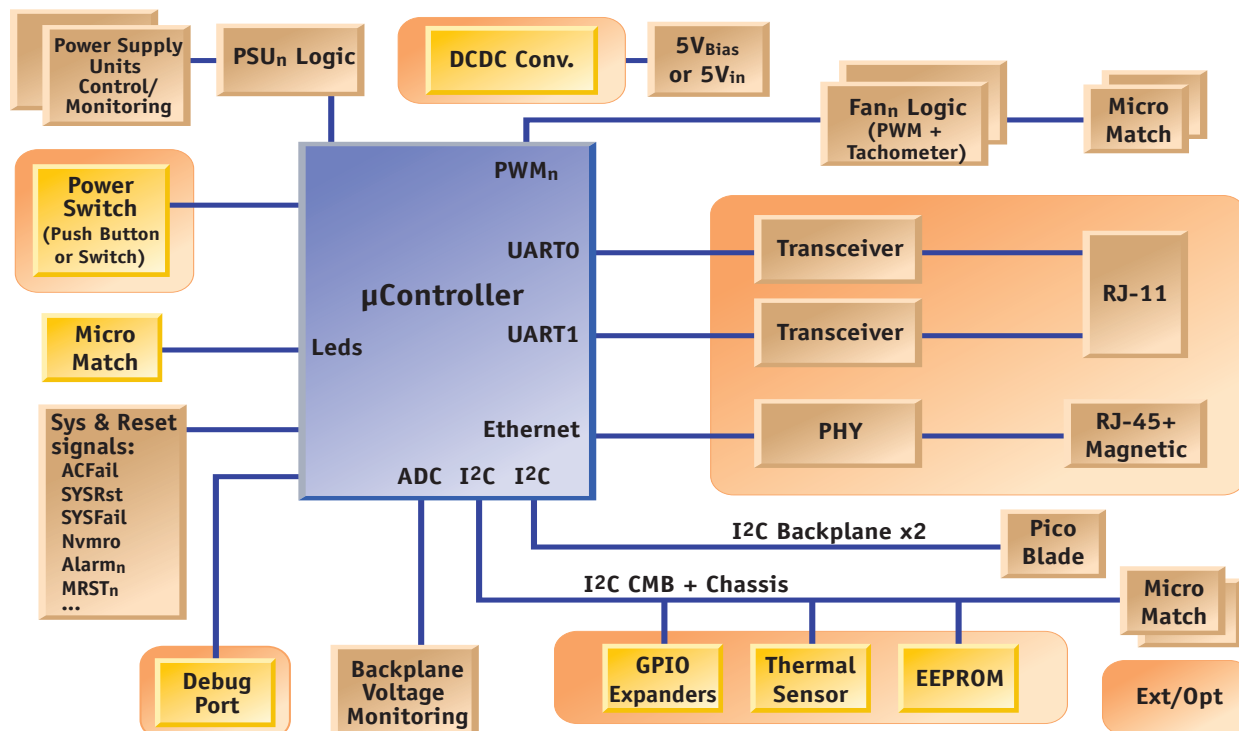 Power Supply
Units
Control/
Monitoring
PSUn Logic
DCDC Conv.
5VBias
or 5Vin
Fann Logic
(PWM +
Tachometer)
Micro
Match
Power
Switch
(Push Button
or Switch)
PWMn
UART0
Transceiver
RJ-11
µController
Micro
Match
Leds
UART1
Transceiver
Sys & Reset
signals:
ACFail
SYSRst
SYSFail
Nvmro
Alarmn
MRSTn
...
Ethernet
PHY
RJ-45+
Magnetic
ADC I2C I2C
I2C Backplane x2
Pico
Blade
I2C CMB + Chassis
Micro
Match
Debug
Port
Backplane
Voltage
Monitoring
GPIO
Expanders
Thermal
Sensor
EEPROM
Ext/Opt